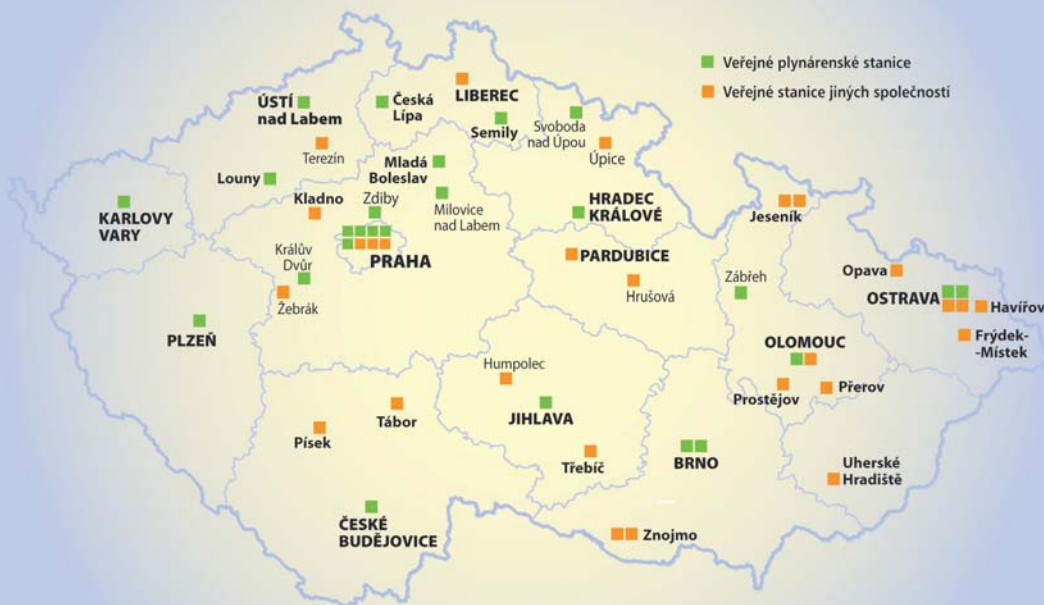 Veřejné plynárenské stanice
Veřejné stanice jiných společností
LIBEREC
ÚSTÍ
nad Labem
Česká
Lípa
Semily
Svoboda
nad Úpou
Terezín
Úpice
Mladá
Boleslav
Louny
Zdiby
Kladno
Milovice
nad Labem
HRADEC
KRÁLOVÉ
KARLOVY
VARY
Jeseník
Králův
Dvůr
PRAHA
PARDUBICE
Opava
Zábřeh
Hrušová
OSTRAVA
Havířov
Žebrák
PLZEŇ
Frýdek-
-Místek
OLOMOUC
Humpolec
Prostějov
Přerov
Tábor
JIHLAVA
Písek
Třebíč
BRNO
Uherské
Hradiště
ČESKÉ
BUDĚJOVICE
Znojmo